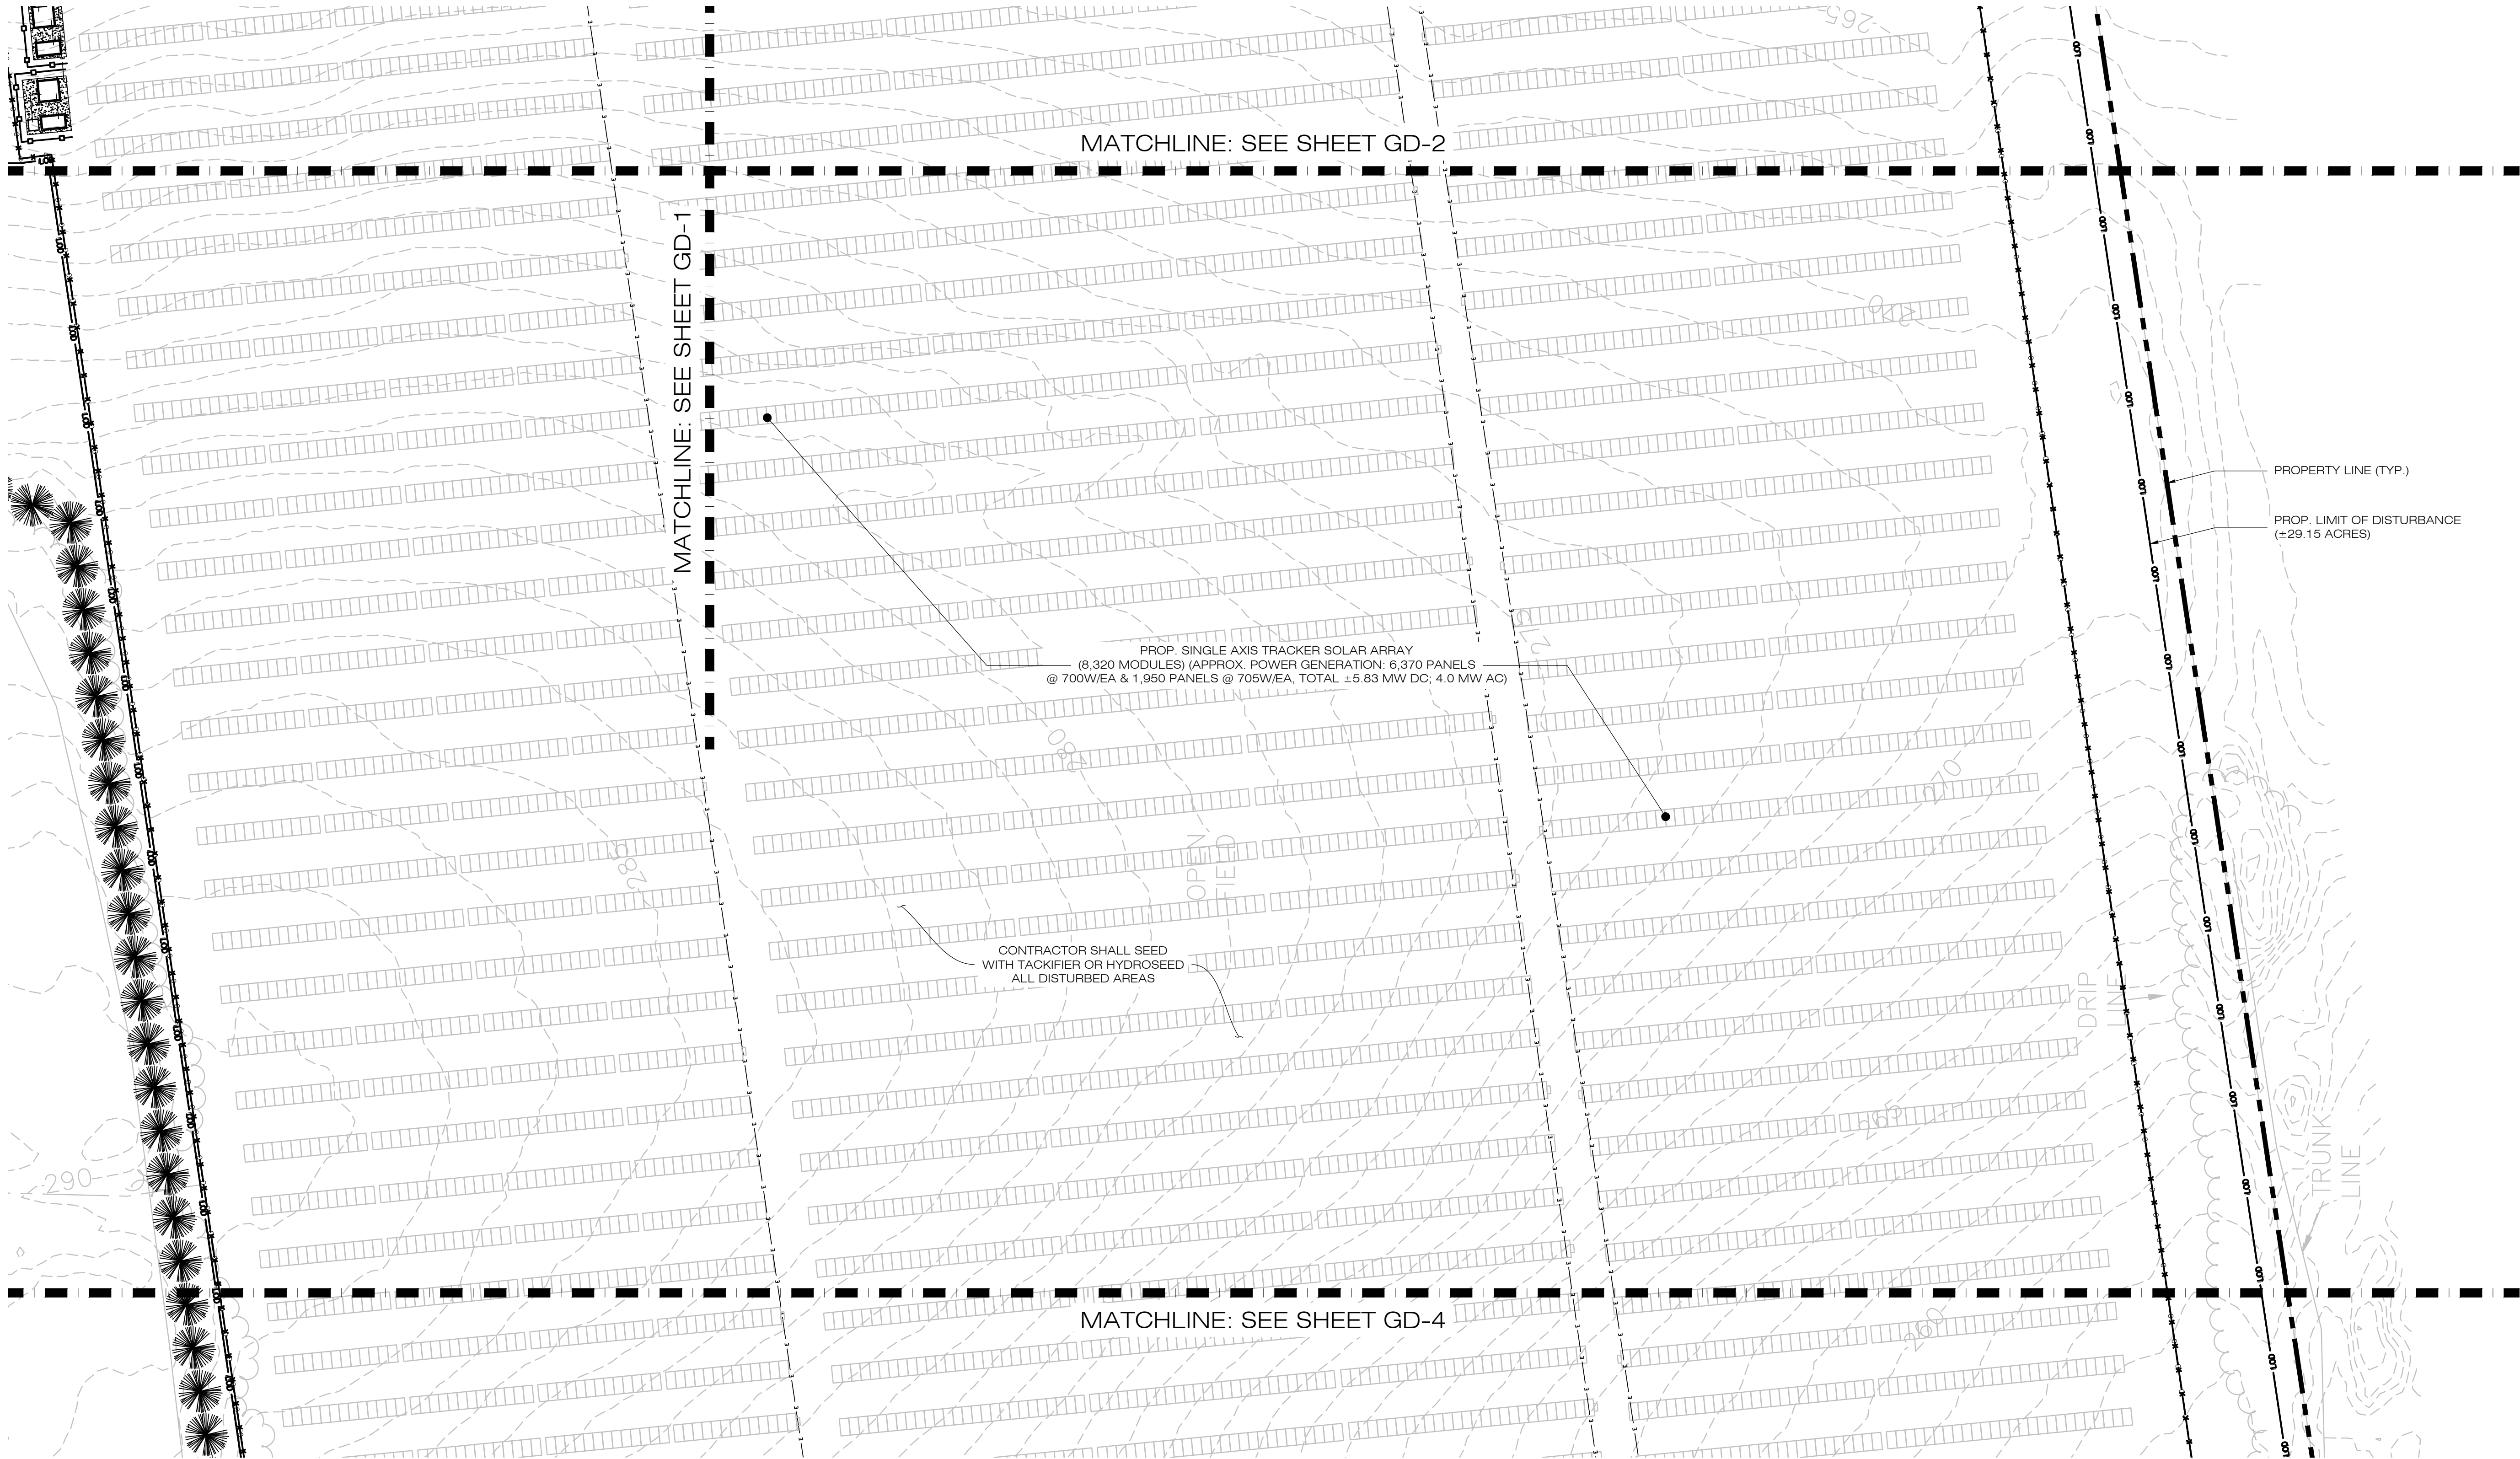 265
MATCHLINE: SEE SHEET GD-2
MATCHLINE: SEE SHEET GD-1
270
PROPERTY LINE (TYP.)
PROP. LIMIT OF DISTURBANCE
(±29.15 ACRES)
275
PROP. SINGLE AXIS TRACKER SOLAR ARRAY
(8,320 MODULES) (APPROX. POWER GENERATION: 6,370 PANELS
@ 700W/EA & 1,950 PANELS @ 705W/EA, TOTAL ±5.83 MW DC; 4.0 MW AC)
280
270
285
OPEN
FIELD
CONTRACTOR SHALL SEED
WITH TACKIFIER OR HYDROSEED
ALL DISTURBED AREAS
DRIP
LINE
265
290
TRUNK
LINE
MATCHLINE: SEE SHEET GD-4
260
LOD